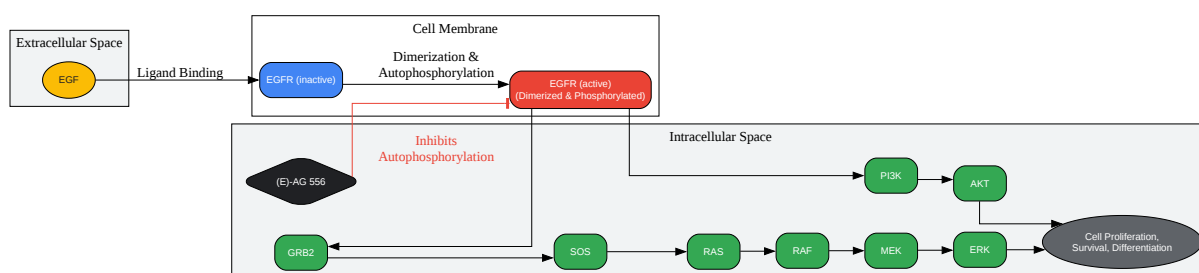 Extracellular Space
EGF
Ligand Binding
Cell Membrane
EGFR (inactive)
Dimerization &
Autophosphorylation
EGFR (active)
(Dimerized & Phosphorylated)
Intracellular Space
Inhibits
Autophosphorylation
(E)-AG 556
PI3K
AKT
GRB2
SOS
RAS
RAF
MEK
ERK
Cell Proliferation,
Survival, Differentiation